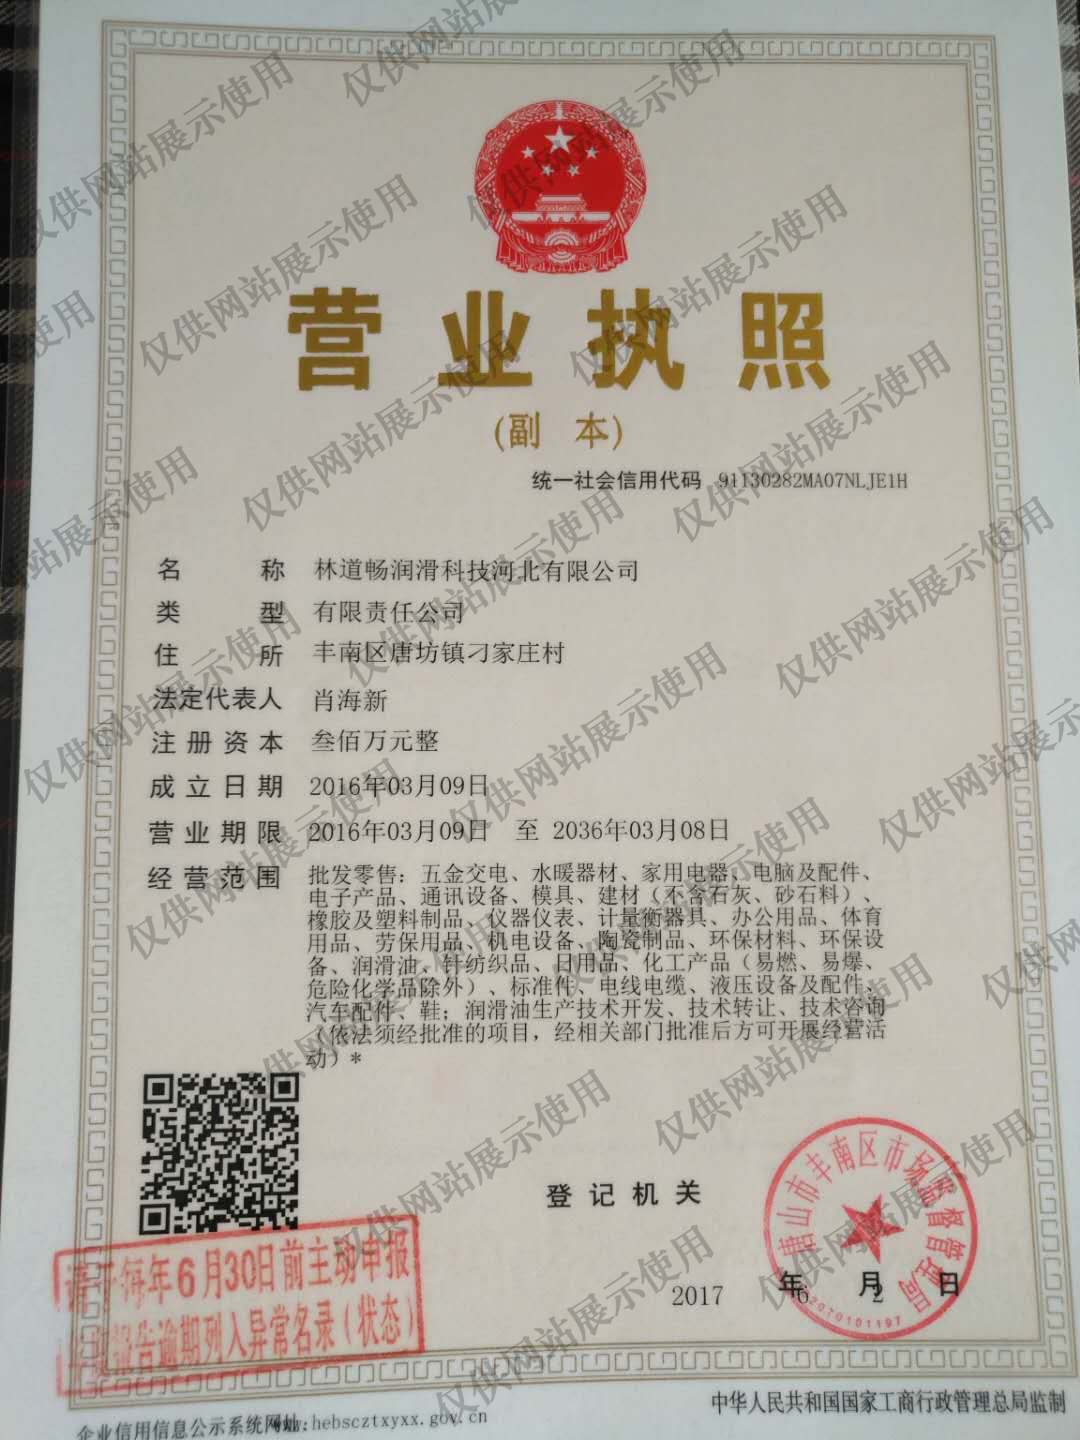 营业执照
(副 本)
统一社会信用代码 91130282MA07NLJE1H
名 称 林道畅润滑科技河北有限公司
类 型 有限责任公司
住 所 丰南区唐坊镇刁家庄村
法定代表人 肖海新
注册资本 叁佰万元整
成立日期 2016年03月09日
营业期限 2016年03月09日 至 2036年03月08日
经营范围 批发零售：五金交电、水暖器材、家用电器、电脑及配件、
电子产品、通讯设备、模具、建材（不含石灰、砂石料）、
橡胶及塑料制品、仪器仪表、计量衡器具、办公用品、体育
用品、劳保用品、机电设备、陶瓷制品、环保材料、环保设
备、润滑油、针纺织品、日用品、化工产品（易燃、易爆、
危险化学品除外）、标准件、电线电缆、液压设备及配件、
汽车配件、鞋；润滑油生产技术开发、技术转让、技术咨询
（依法须经批准的项目，经相关部门批准后方可开展经营活
动）*
登记机关
唐山市丰南区市场监督管理局
2017 年 6 月 2 日
请于每年6月30日前主动申报
报告逾期列入异常名录（状态）
企业信用信息公示系统网址:www.hebscztxyxx.gov.cn
中华人民共和国国家工商行政管理总局监制
仅供网站展示使用